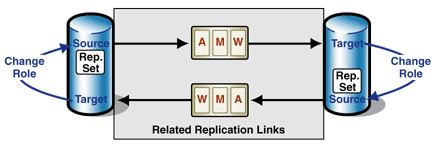 Source
A M W
Target
Change
Role
Rep.
Set
Change
Role
Rep.
Set
Target
W M A
Source
Related Replication Links